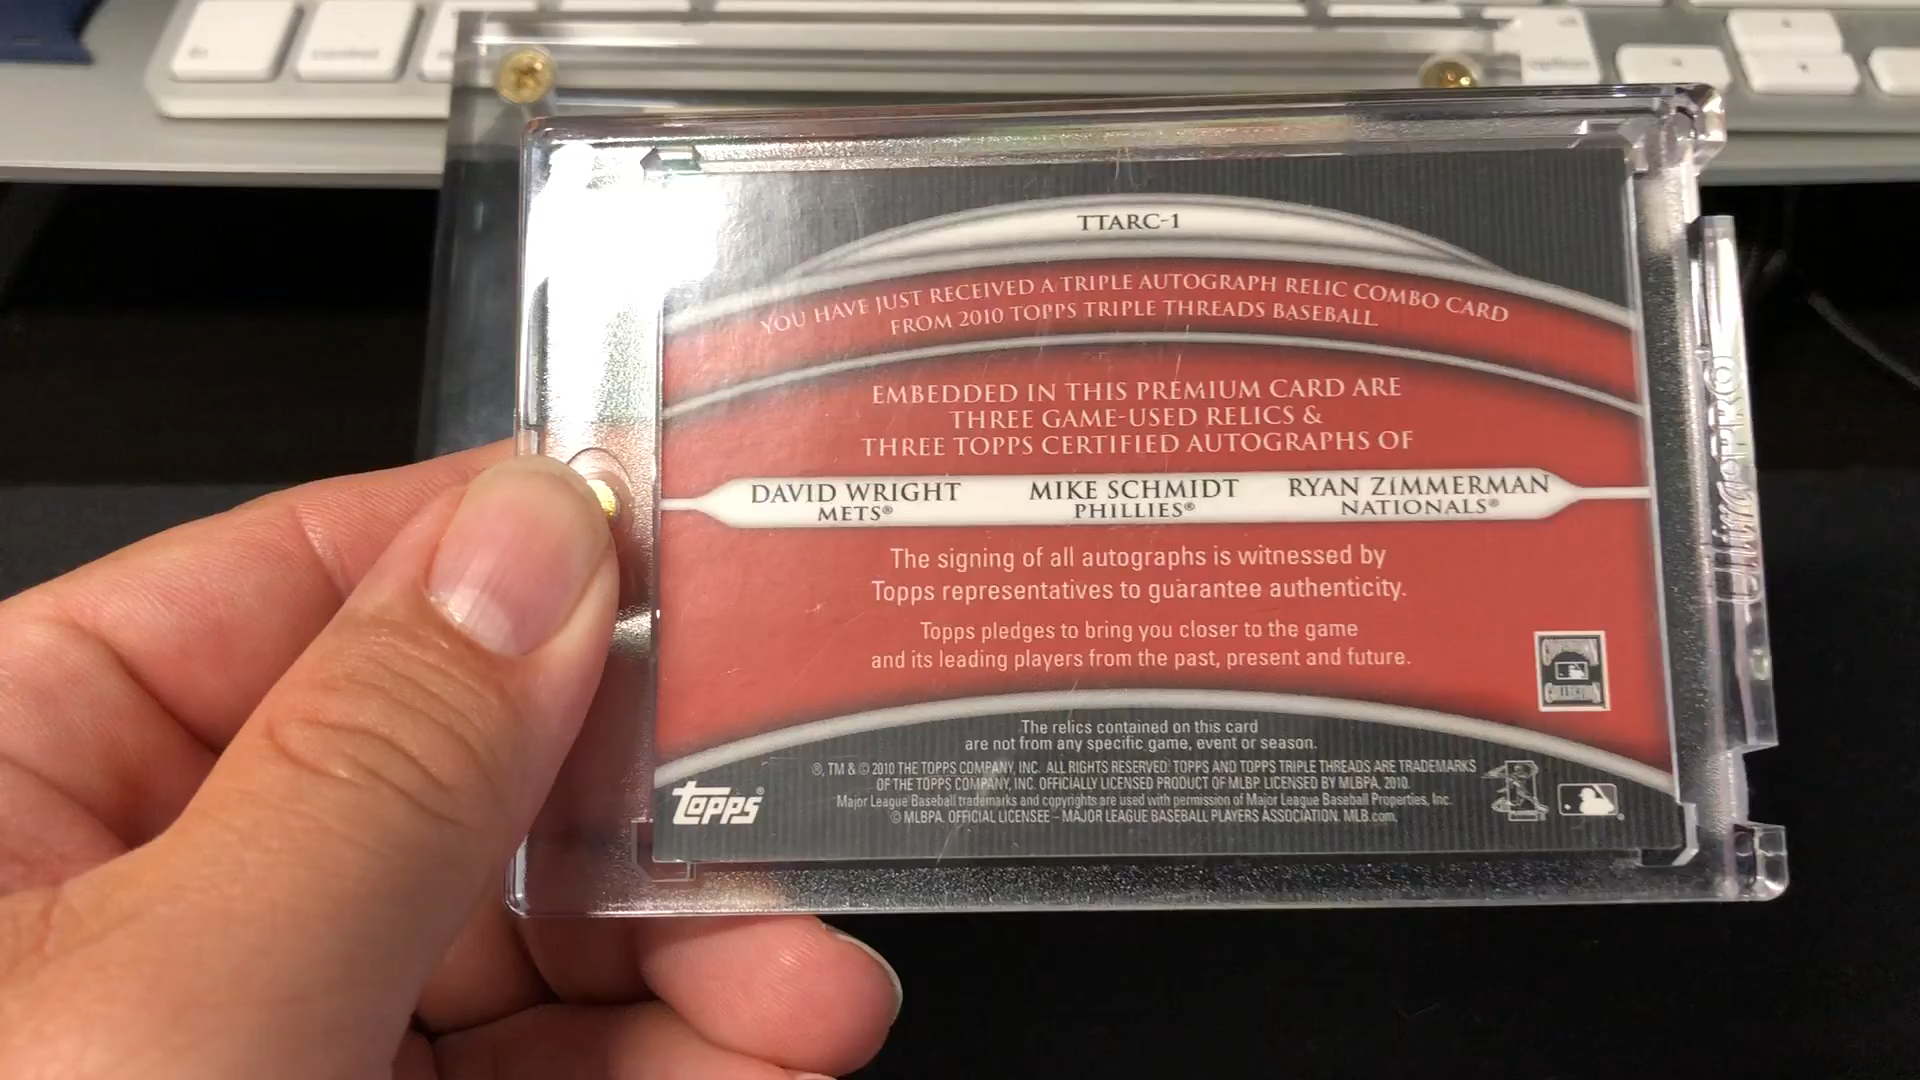 option
TTARC-1
YOU HAVE JUST RECEIVED A TRIPLE AUTOGRAPH RELIC COMBO CARD
FROM 2010 TOPPS TRIPLE THREADS BASEBALL.
EMBEDDED IN THIS PREMIUM CARD ARE
THREE GAME-USED RELICS &
THREE TOPPS CERTIFIED AUTOGRAPHS OF
DAVID WRIGHT MIKE SCHMIDT RYAN ZIMMERMAN
METS® PHILLIES® NATIONALS®
The signing of all autographs is witnessed by
Topps representatives to guarantee authenticity.
Topps pledges to bring you closer to the game
and its leading players from the past, present and future.
The relics contained on this card
are not from any specific game, event or season.
®, TM & © 2010 THE TOPPS COMPANY, INC. ALL RIGHTS RESERVED. TOPPS AND TOPPS TRIPLE THREADS ARE TRADEMARKS
OF THE TOPPS COMPANY, INC. OFFICIALLY LICENSED PRODUCT OF MLBP. LICENSED BY MLBPA, 2010.
Major League Baseball trademarks and copyrights are used with permission of Major League Baseball Properties, Inc.
© MLBPA. OFFICIAL LICENSEE – MAJOR LEAGUE BASEBALL PLAYERS ASSOCIATION. MLB.com.
topps®
UltraPRO®